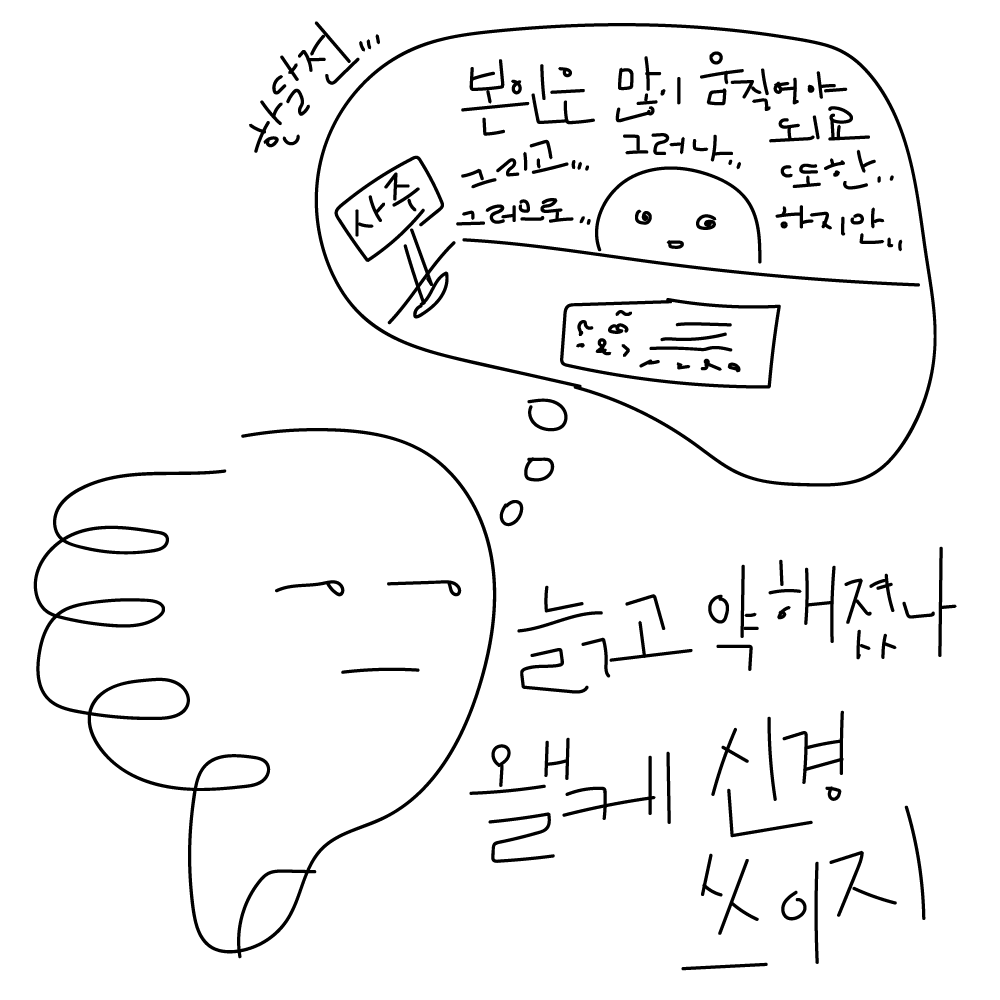 한달전...
본인은 많이 움직여야
되요
그리고... 그러나.. 또한..
그러므로.. 하지만..
사주
늙고 약해졌나
왤케 신경
쓰이지